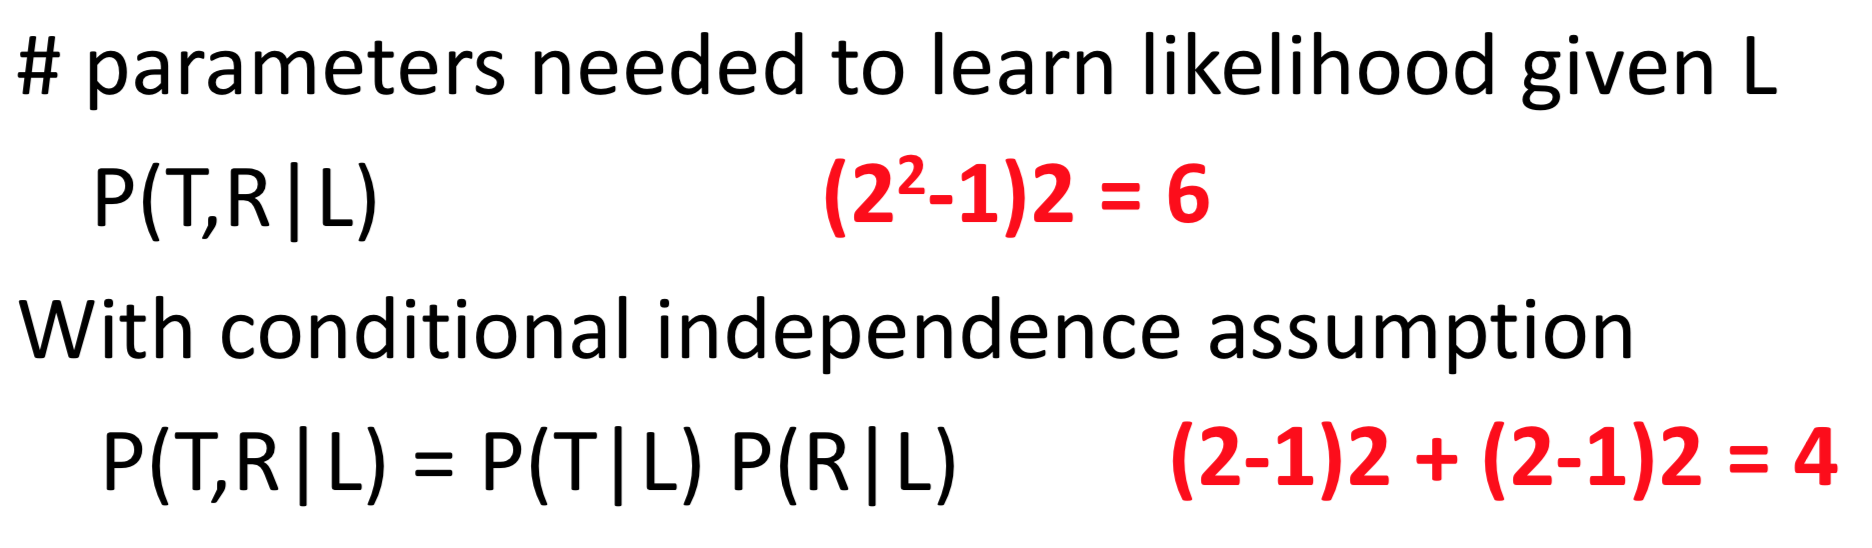 # parameters needed to learn likelihood given L
P(T,R|L) (2²-1)2 = 6
With conditional independence assumption
P(T,R|L) = P(T|L) P(R|L) (2-1)2 + (2-1)2 = 4